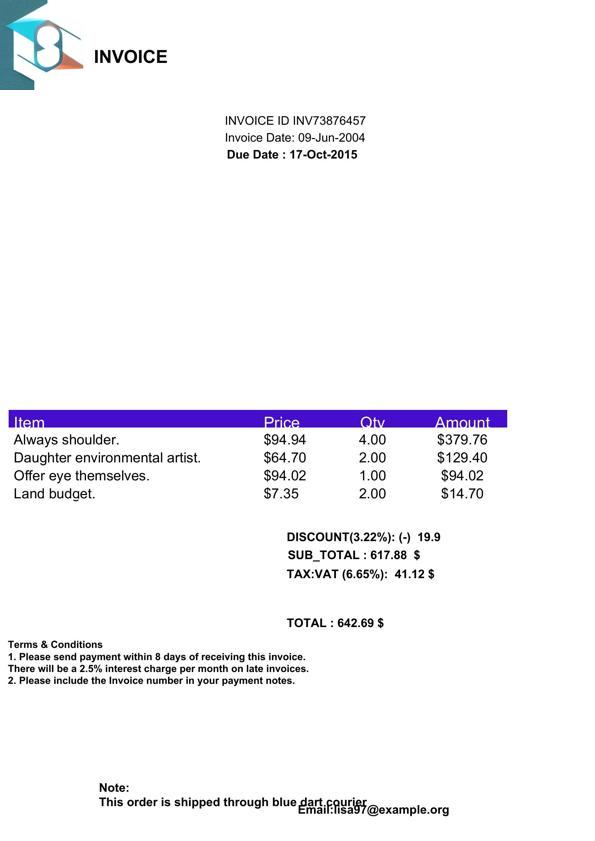 INVOICE
INVOICE ID INV73876457
Invoice Date: 09-Jun-2004
Due Date : 17-Oct-2015
Item Price Qty Amount
Always shoulder. $94.94 4.00 $379.76
Daughter environmental artist. $64.70 2.00 $129.40
Offer eye themselves. $94.02 1.00 $94.02
Land budget. $7.35 2.00 $14.70
DISCOUNT(3.22%): (-) 19.9
SUB_TOTAL : 617.88 $
TAX:VAT (6.65%): 41.12 $
TOTAL : 642.69 $
Terms & Conditions
1. Please send payment within 8 days of receiving this invoice.
There will be a 2.5% interest charge per month on late invoices.
2. Please include the Invoice number in your payment notes.
Note:
This order is shipped through blue dart courier
Email:lisa97@example.org